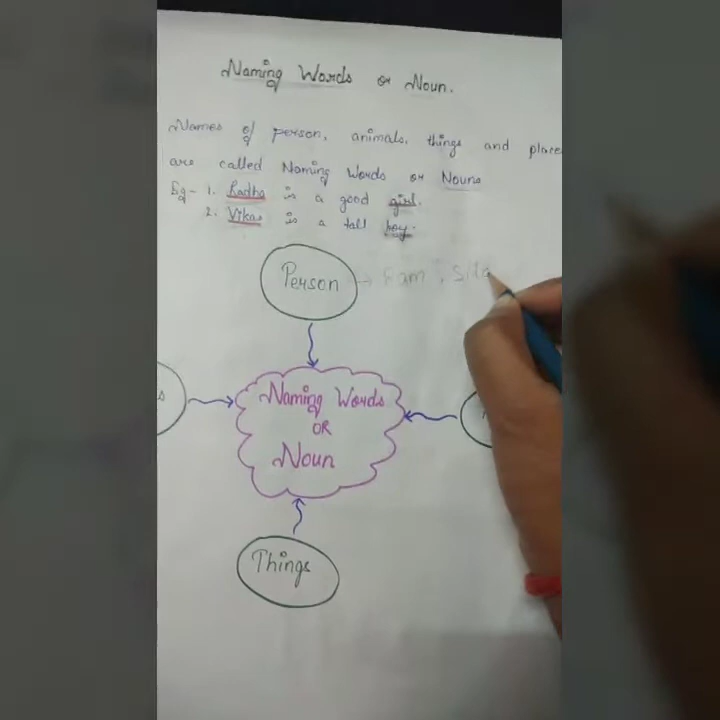 Naming Words or Noun.
Names of person, animals, things and place
are called Naming Words or Nouns
Eg- 1. Radha is a good girl.
2. Vikas is a tall boy.
Person → Ram, Sita
s
Naming Words
OR
Noun
Things